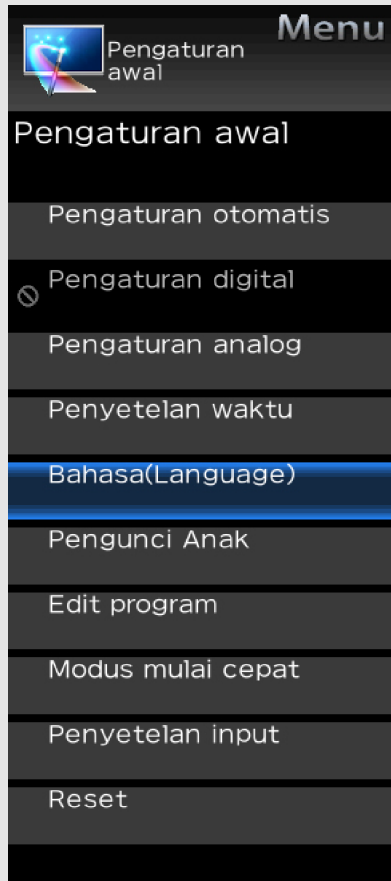 Menu
Pengaturan
awal
Pengaturan awal
Pengaturan otomatis
Pengaturan digital
Pengaturan analog
Penyetelan waktu
Bahasa(Language)
Pengunci Anak
Edit program
Modus mulai cepat
Penyetelan input
Reset